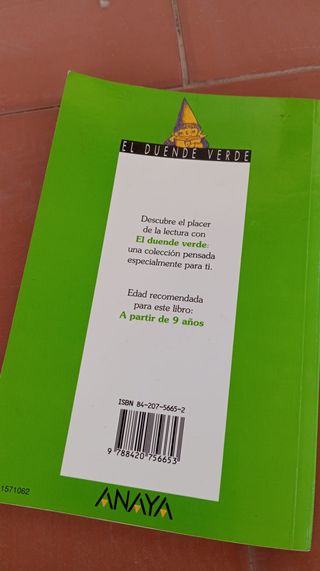 EL DUENDE VERDE
Descubre el placer
de la lectura con
El duende verde:
una colección pensada
especialmente para ti.
Edad recomendada
para este libro:
A partir de 9 años
ISBN 84-207-5665-2
9 788420 756653
1571062
ANAYA